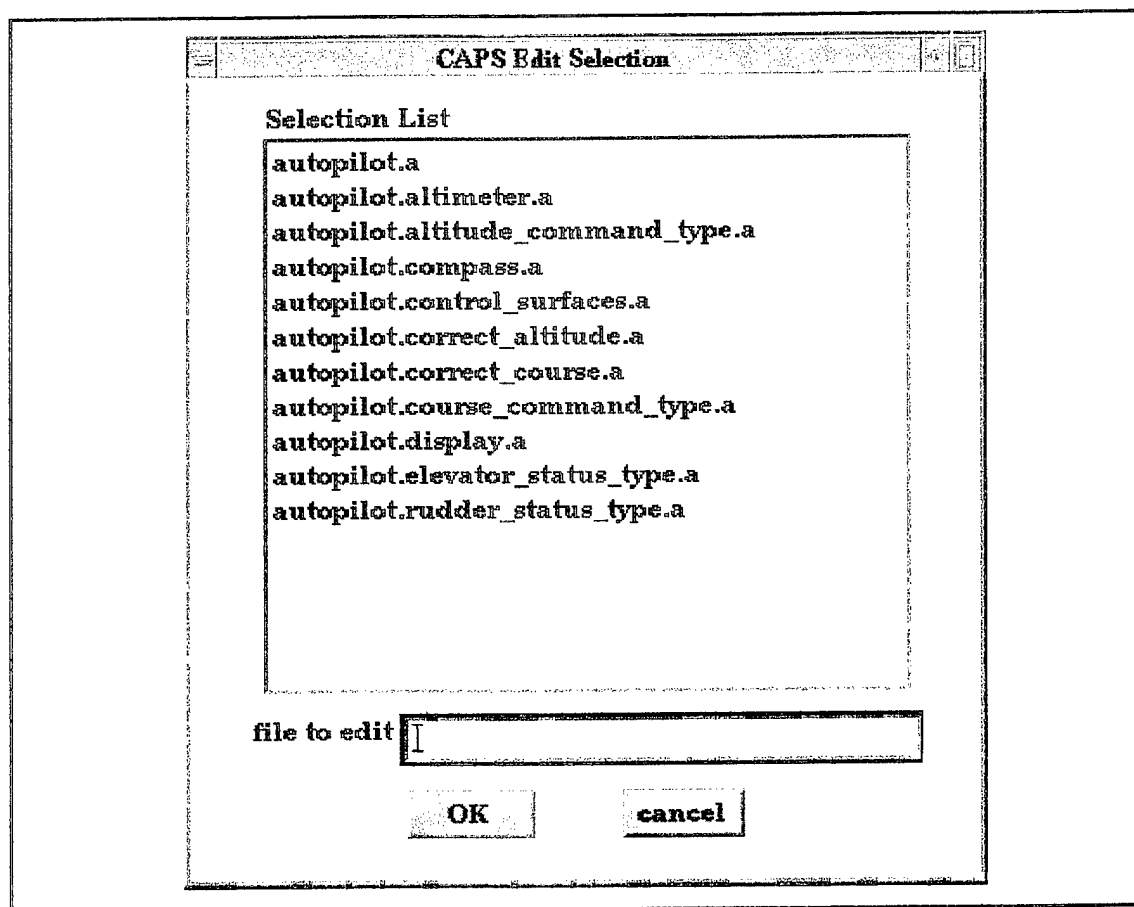 CAPS Edit Selection
Selection List
autopilot.a
autopilot.altimeter.a
autopilot.altitude_command_type.a
autopilot.compass.a
autopilot.control_surfaces.a
autopilot.correct_altitude.a
autopilot.correct_course.a
autopilot.course_command_type.a
autopilot.display.a
autopilot.elevator_status_type.a
autopilot.rudder_status_type.a
file to edit
OK cancel